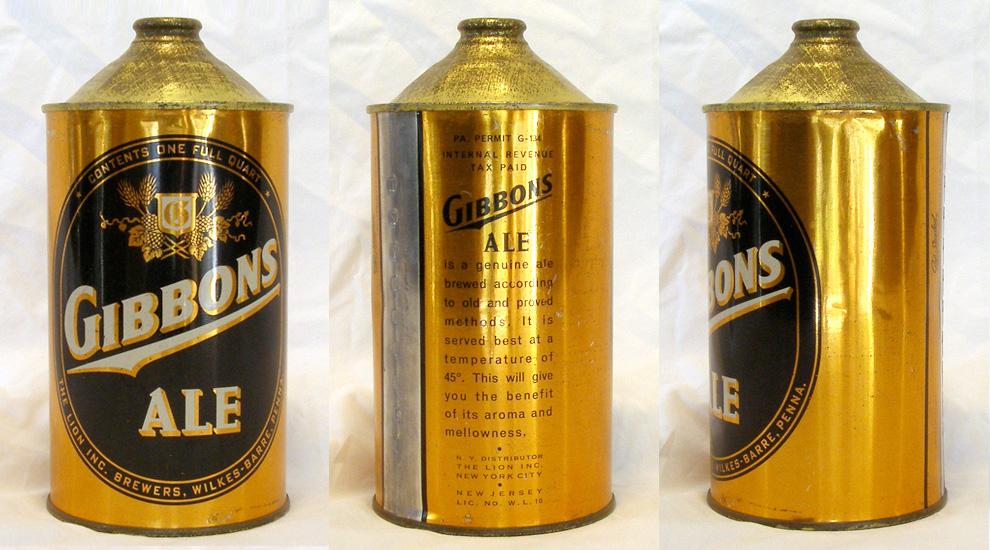 CONTENTS ONE FULL QUART
G
GIBBONS
ALE
THE LION INC. BREWERS, WILKES-BARRE, PENNA.
PA. PERMIT G-134
INTERNAL REVENUE
TAX PAID
GIBBONS
ALE
is a genuine ale
brewed according
to old and proved
methods. It is
served best at a
temperature of
45°. This will give
you the benefit
of its aroma and
mellowness.
N. Y. DISTRIBUTOR
THE LION INC.
NEW YORK CITY
NEW JERSEY
LIC. NO. W. L. 10
FULL QUART
BONS
LE
WILKES-BARRE, PENNA.